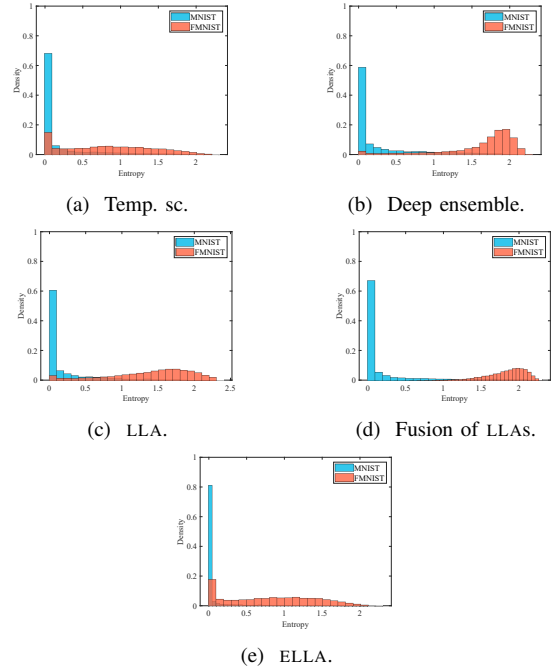 1
0.8
0.6
0.4
0.2
0
Density
0 0.5 1 1.5 2
Entropy
MNIST
FMNIST
(a) Temp. sc.
1
0.8
0.6
0.4
0.2
0
Density
0 0.5 1 1.5 2
Entropy
MNIST
FMNIST
(b) Deep ensemble.
1
0.8
0.6
0.4
0.2
0
Density
0 0.5 1 1.5 2 2.5
Entropy
MNIST
FMNIST
(c) LLA.
1
0.8
0.6
0.4
0.2
0
Density
0 0.5 1 1.5 2
Entropy
MNIST
FMNIST
(d) Fusion of LLAs.
1
0.8
0.6
0.4
0.2
0
Density
0 0.5 1 1.5 2
Entropy
MNIST
FMNIST
(e) ELLA.